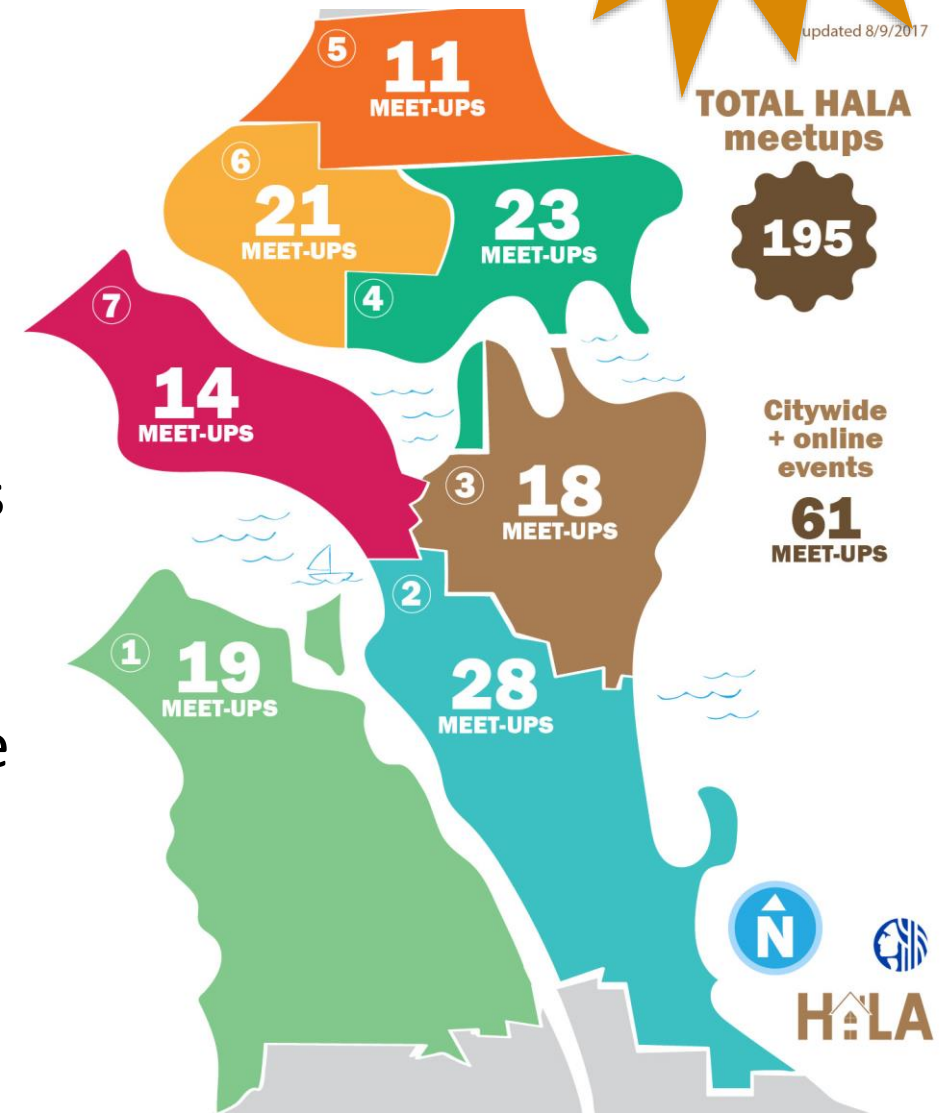 updated 8/9/2017
5
11
MEET-UPS
TOTAL HALA
meetups
195
6
21
MEET-UPS
23
MEET-UPS
4
7
14
MEET-UPS
Citywide
+ online
events
61
MEET-UPS
3
18
MEET-UPS
2
1
19
MEET-UPS
28
MEET-UPS
N
HALA